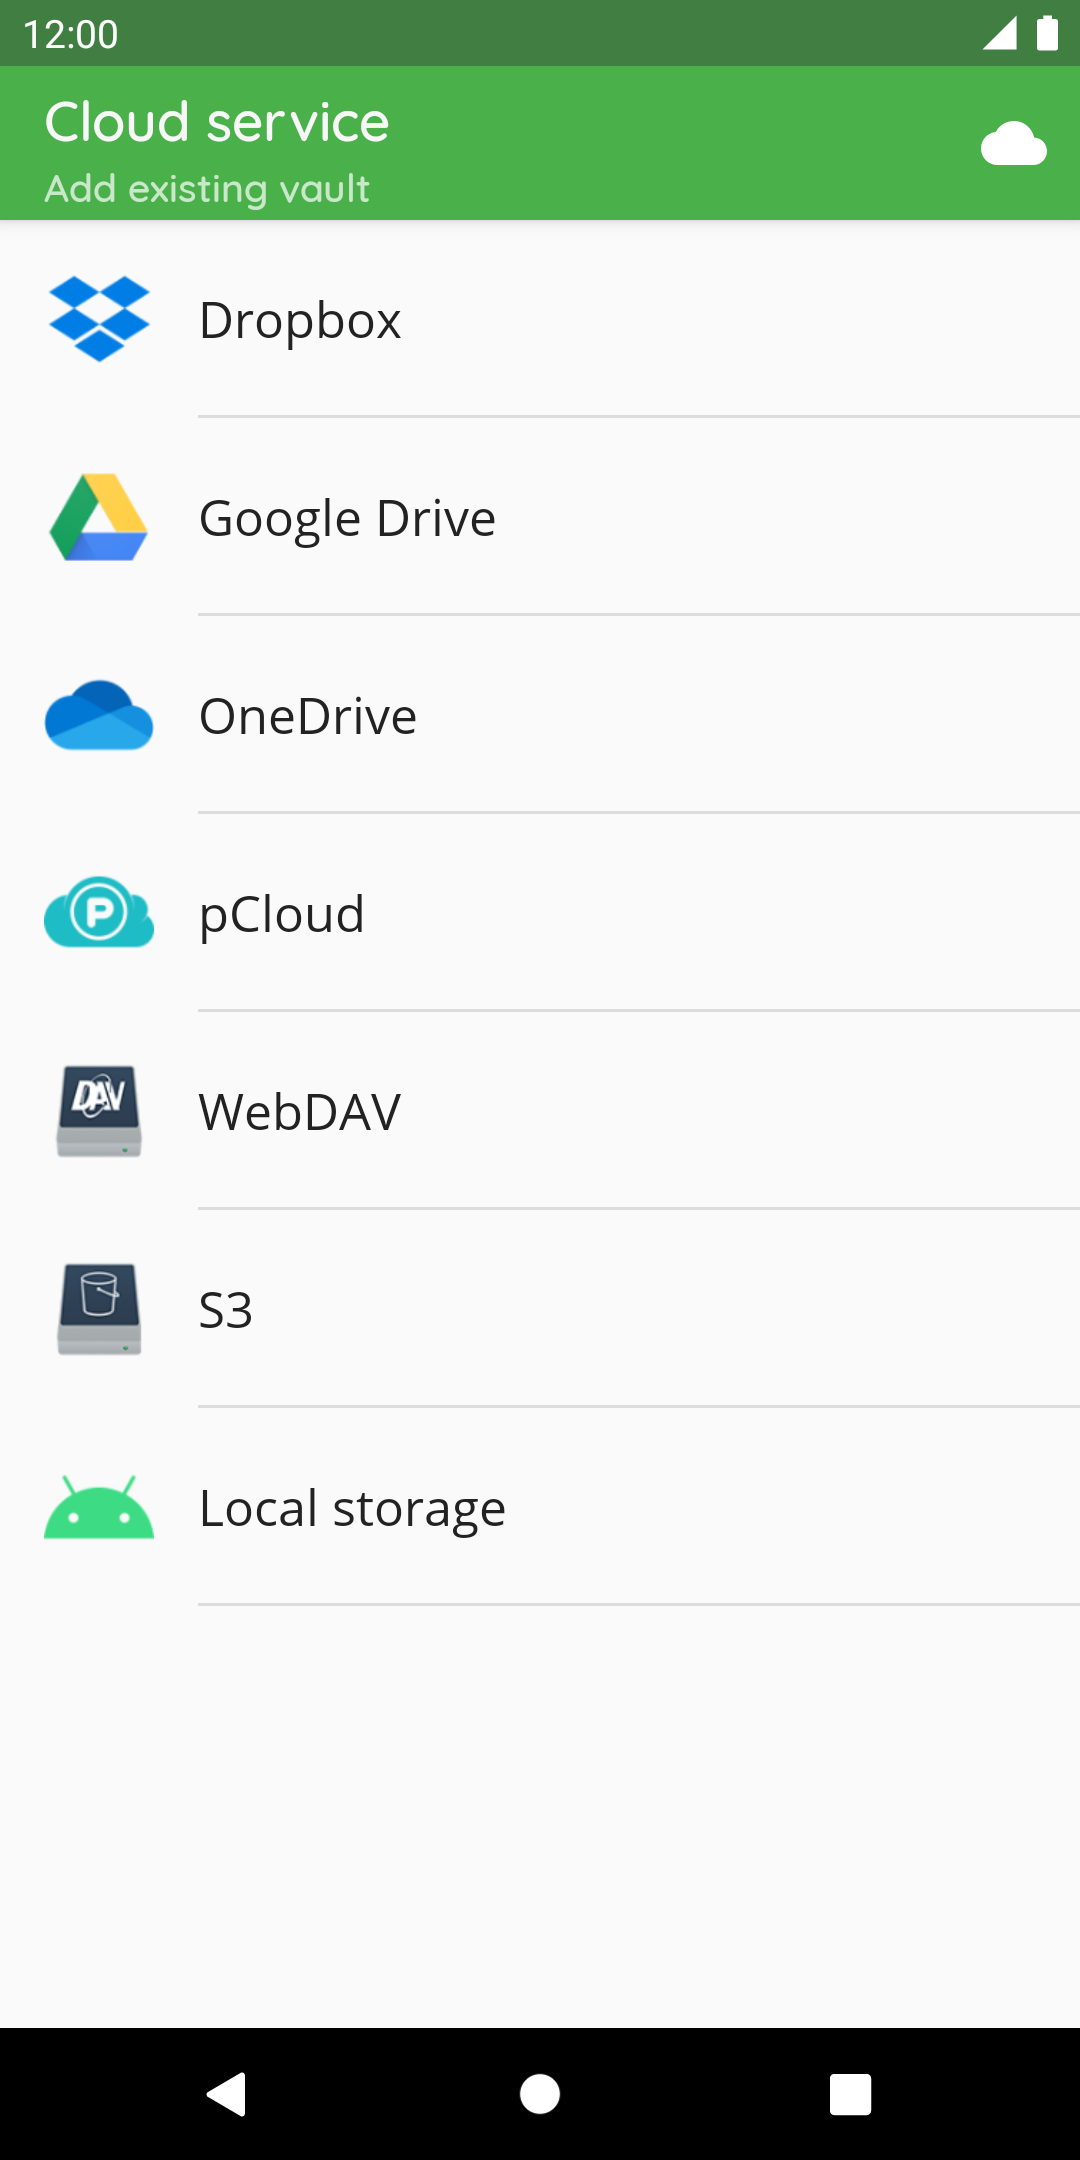 12:00
Cloud service
Add existing vault
Dropbox
Google Drive
OneDrive
P
pCloud
DAV
WebDAV
S3
Local storage